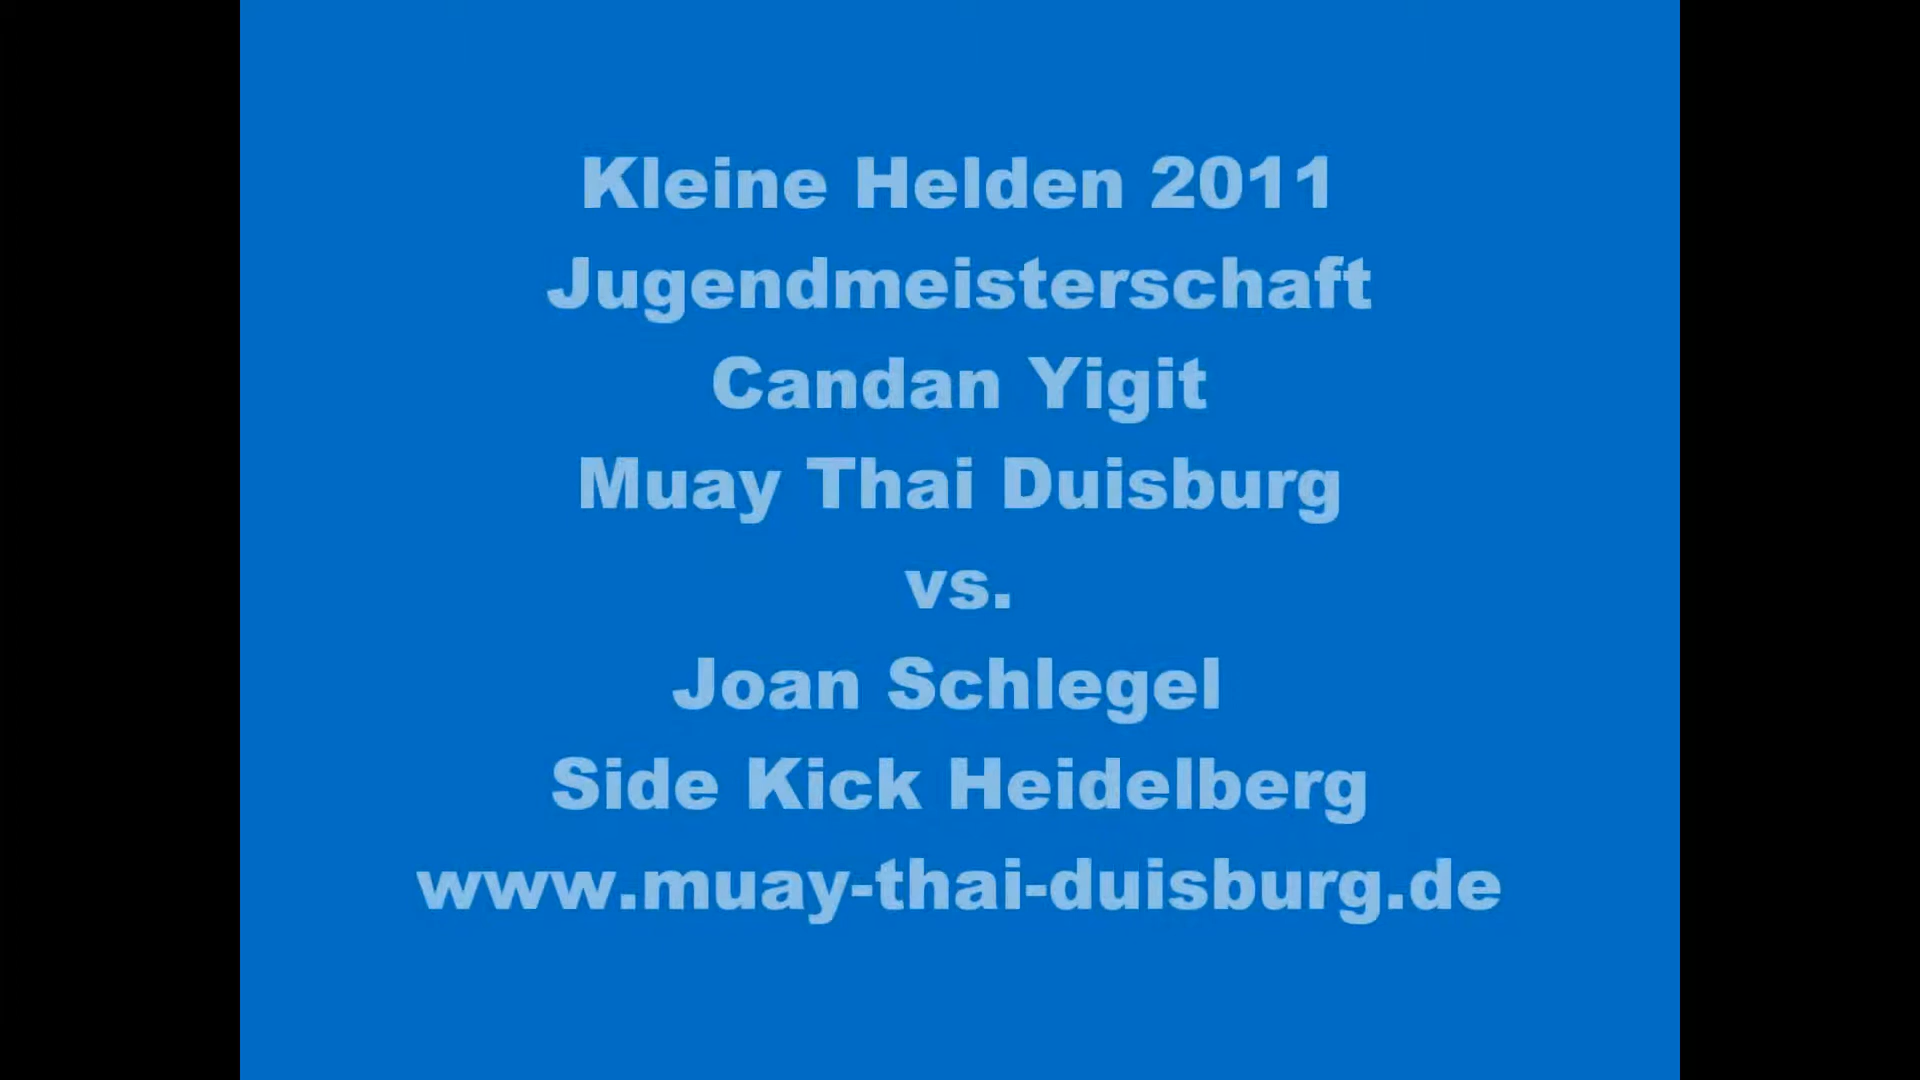 Kleine Helden 2011
Jugendmeisterschaft
Candan Yigit
Muay Thai Duisburg
vs.
Joan Schlegel
Side Kick Heidelberg
www.muay-thai-duisburg.de